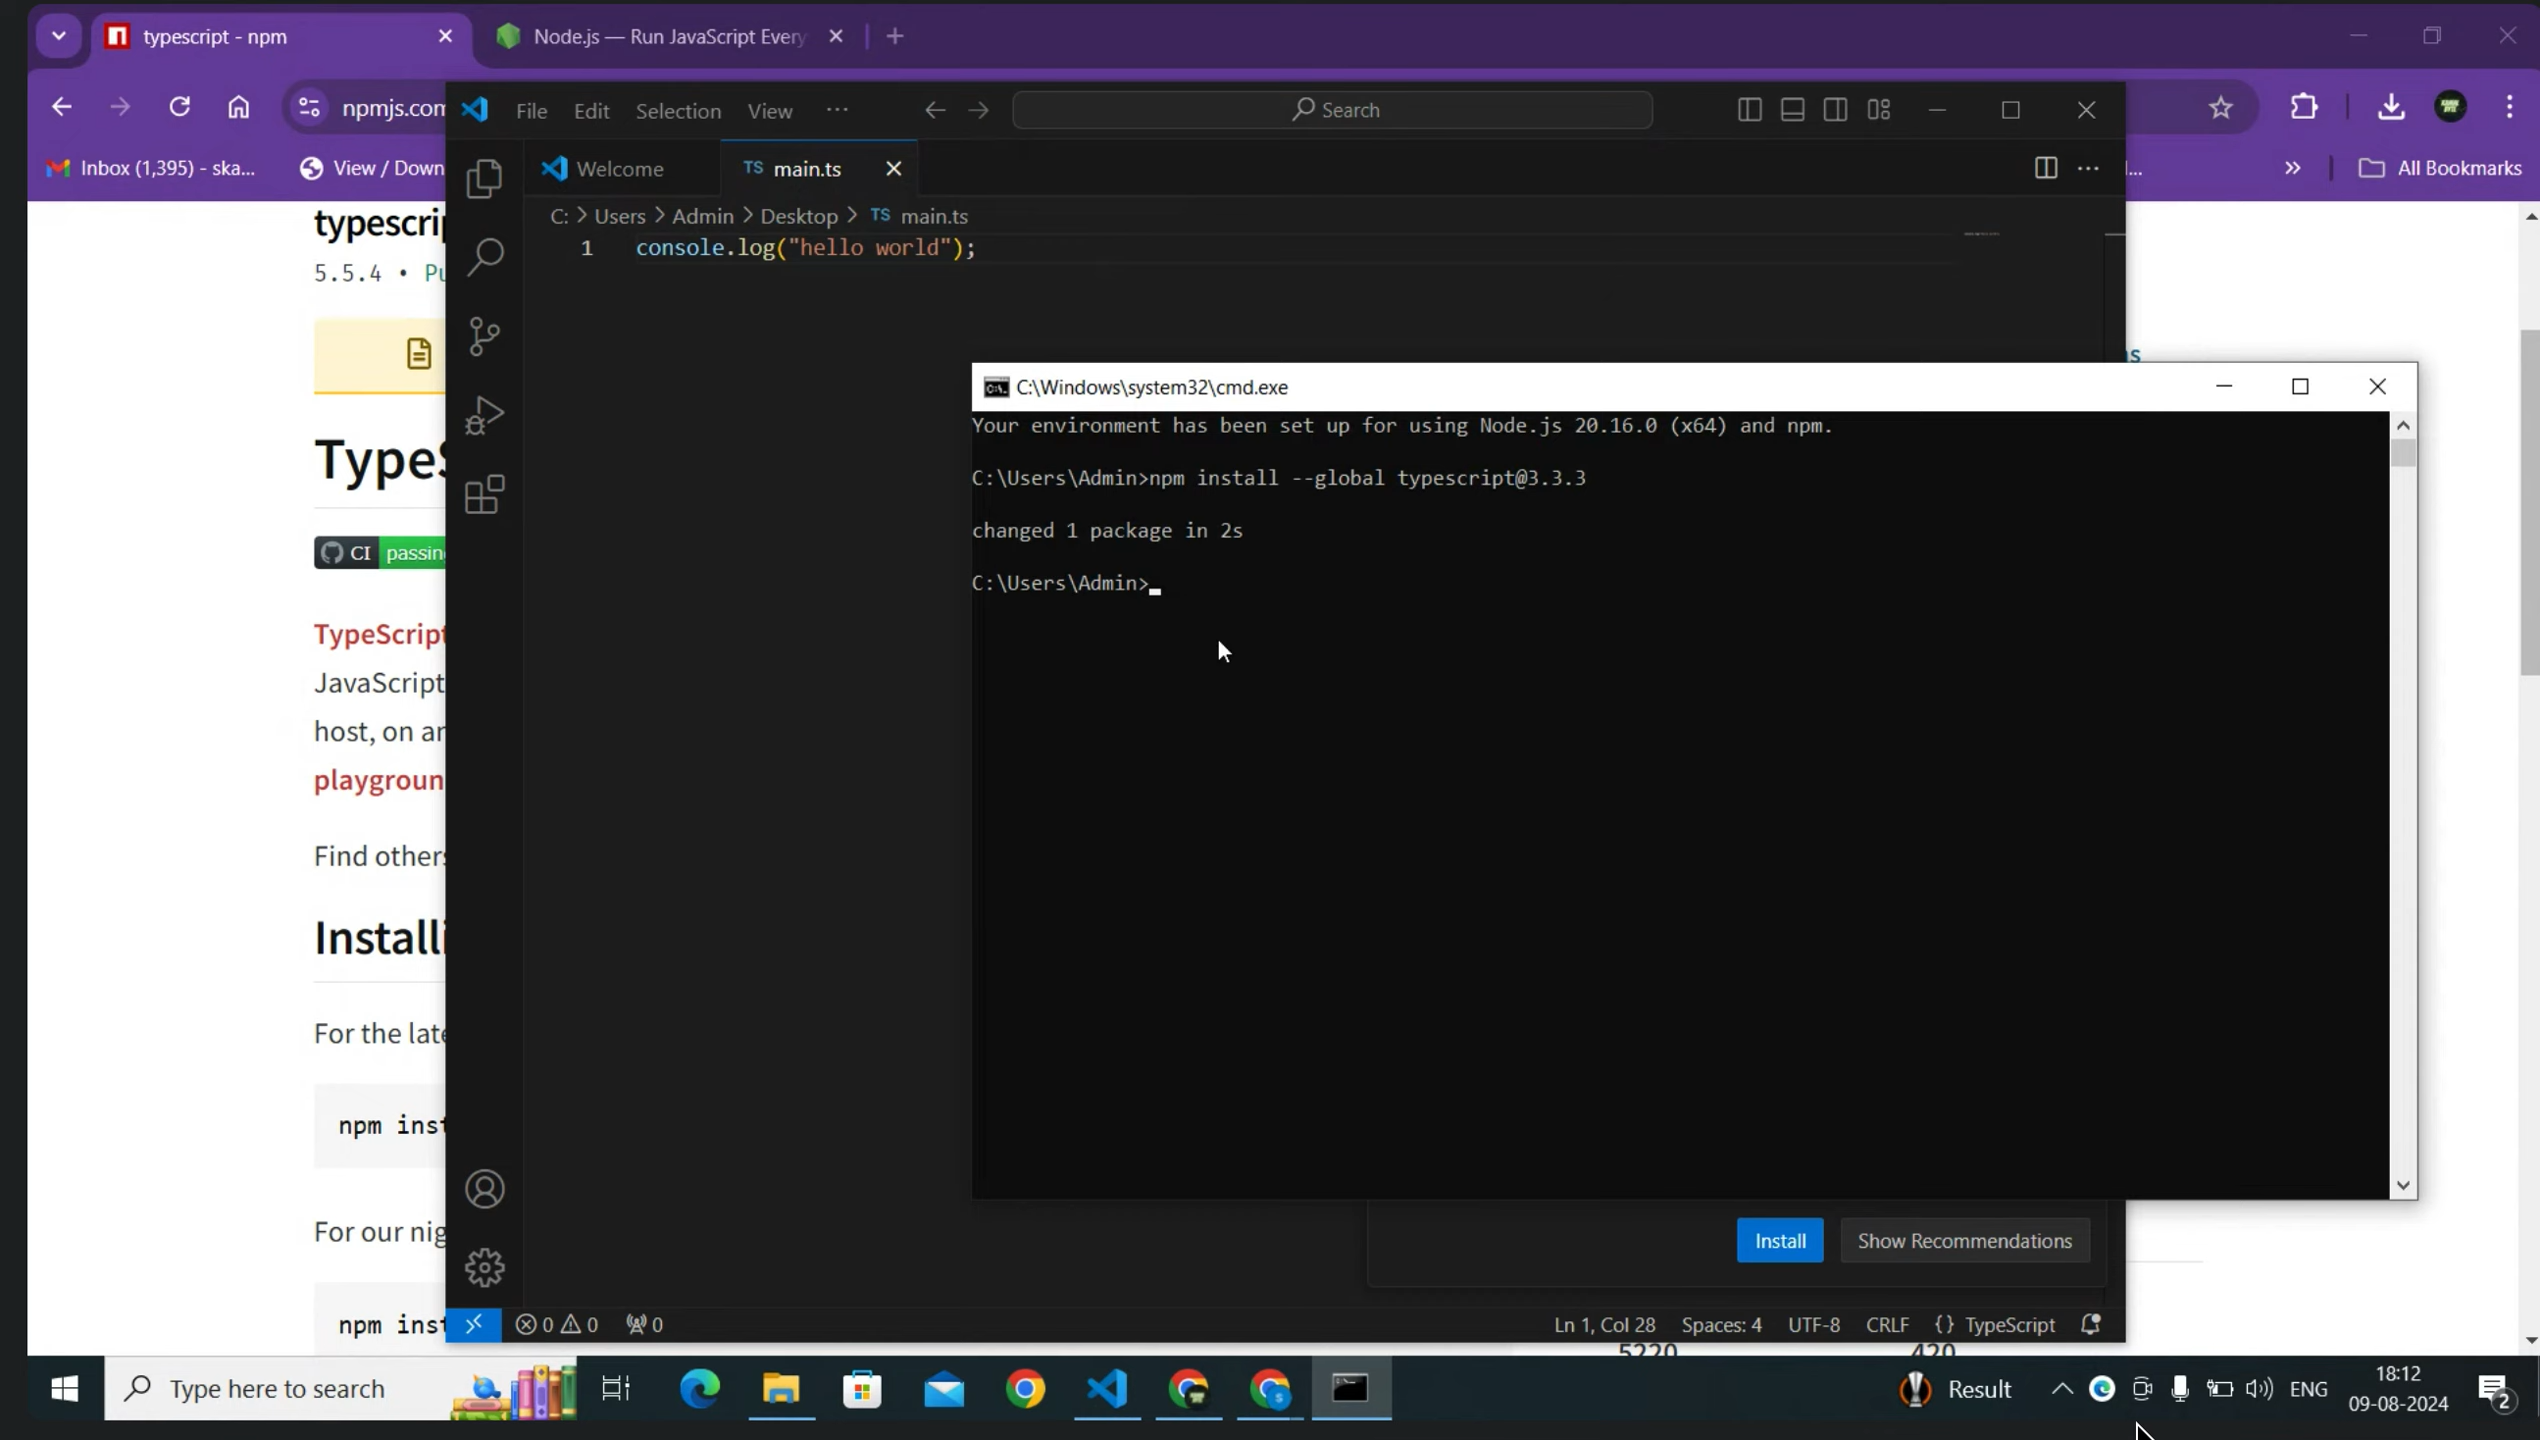 typescript - npm
Node.js — Run JavaScript Every
npmjs.com
File Edit Selection View ··· Search
Inbox (1,395) - ska...
View / Down
All Bookmarks
Welcome
TS main.ts
C: > Users > Admin > Desktop > TS main.ts
1 console.log("hello world");
5.5.4 •
C:\Windows\system32\cmd.exe
Your environment has been set up for using Node.js 20.16.0 (x64) and npm.
C:\Users\Admin>npm install --global typescript@3.3.3
changed 1 package in 2s
C:\Users\Admin>
CI passing
TypeScript
JavaScript
host, on
playgroun
Find others
Installi
For the late
npm inst
For our nig
npm inst
Install
Show Recommendations
0 0 0
Ln 1, Col 28 Spaces: 4 UTF-8 CRLF {} TypeScript
5220 420
Type here to search
Result
ENG
18:12
09-08-2024
2